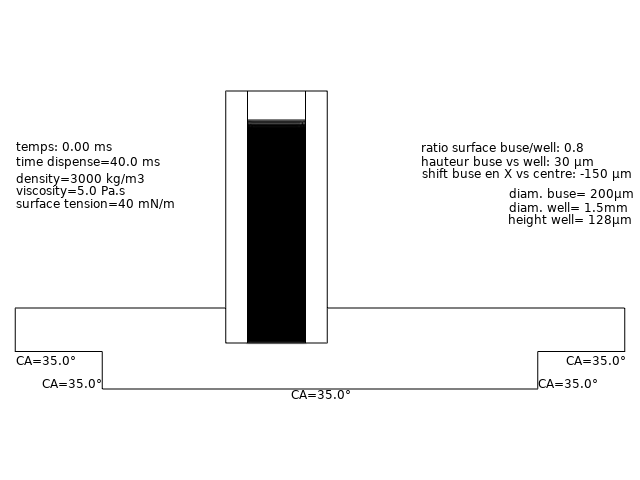 temps: 0.00 ms
time dispense=40.0 ms
density=3000 kg/m3
viscosity=5.0 Pa.s
surface tension=40 mN/m
ratio surface buse/well: 0.8
hauteur buse vs well: 30 µm
shift buse en X vs centre: -150 µm
diam. buse= 200µm
diam. well= 1.5mm
height well= 128µm
CA=35.0°
CA=35.0°
CA=35.0°
CA=35.0°
CA=35.0°